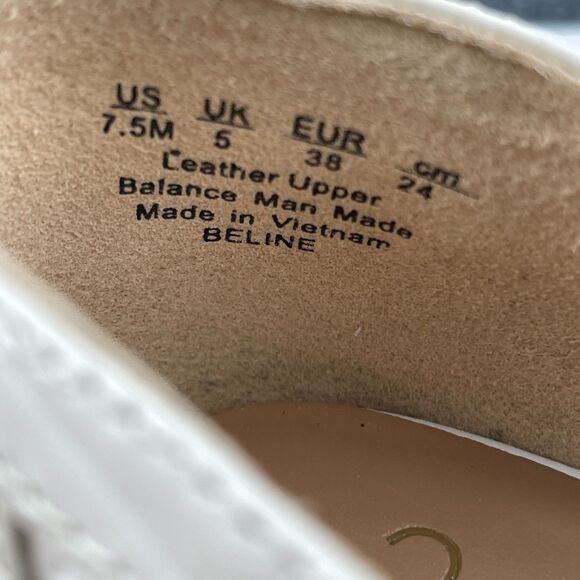 US UK EUR cm
7.5M 5 38 24
Leather Upper
Balance Man Made
Made in Vietnam
BELINE